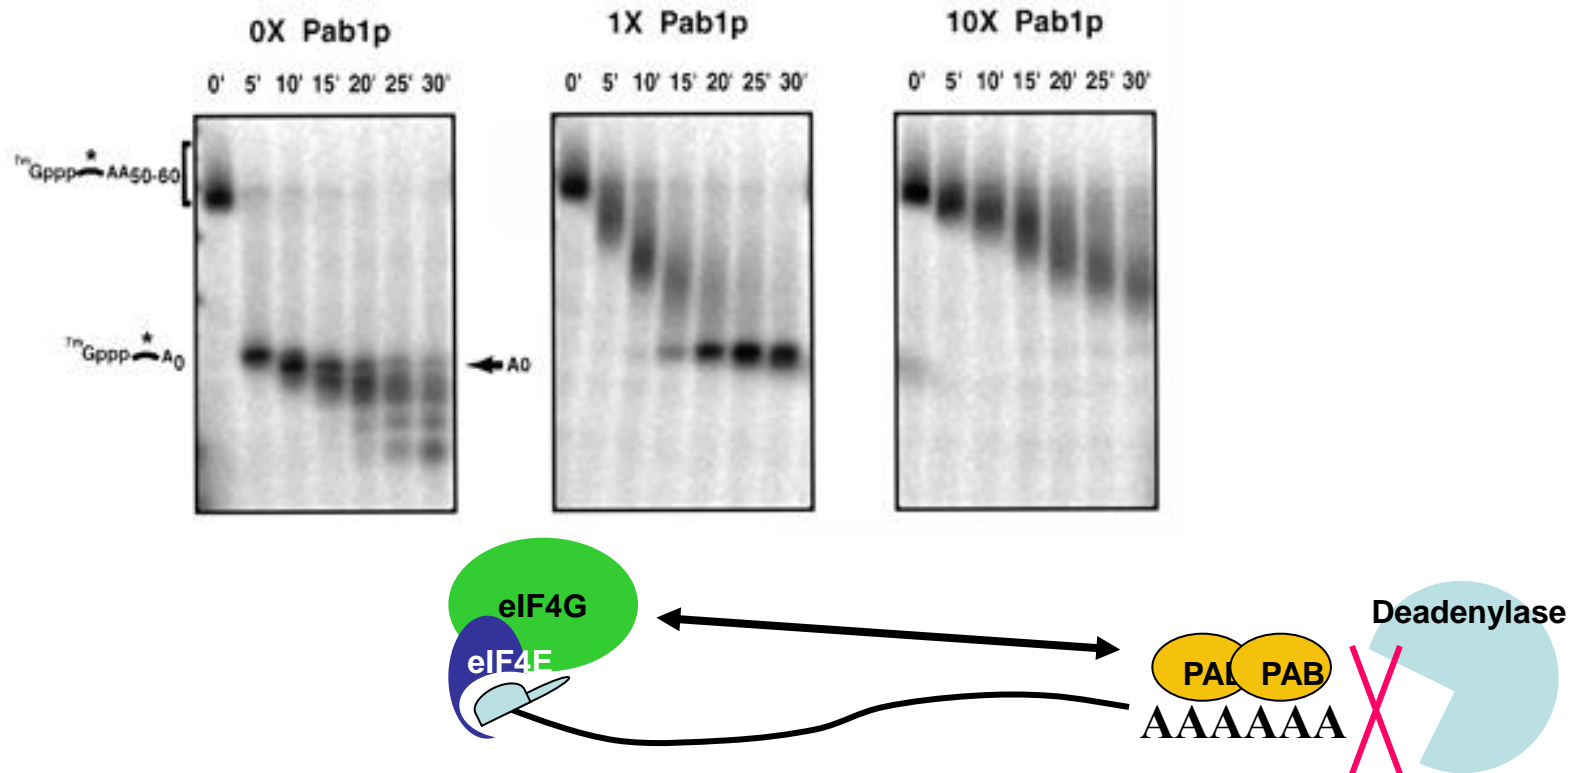 0X Pab1p
1X Pab1p
10X Pab1p
0' 5' 10' 15' 20' 25' 30'
0' 5' 10' 15' 20' 25' 30'
0' 5' 10' 15' 20' 25' 30'
*
7mGppp AA50-60
*
7mGppp A0
A0
eIF4G
eIF4E
Deadenylase
PAB PAB
AAAAAA